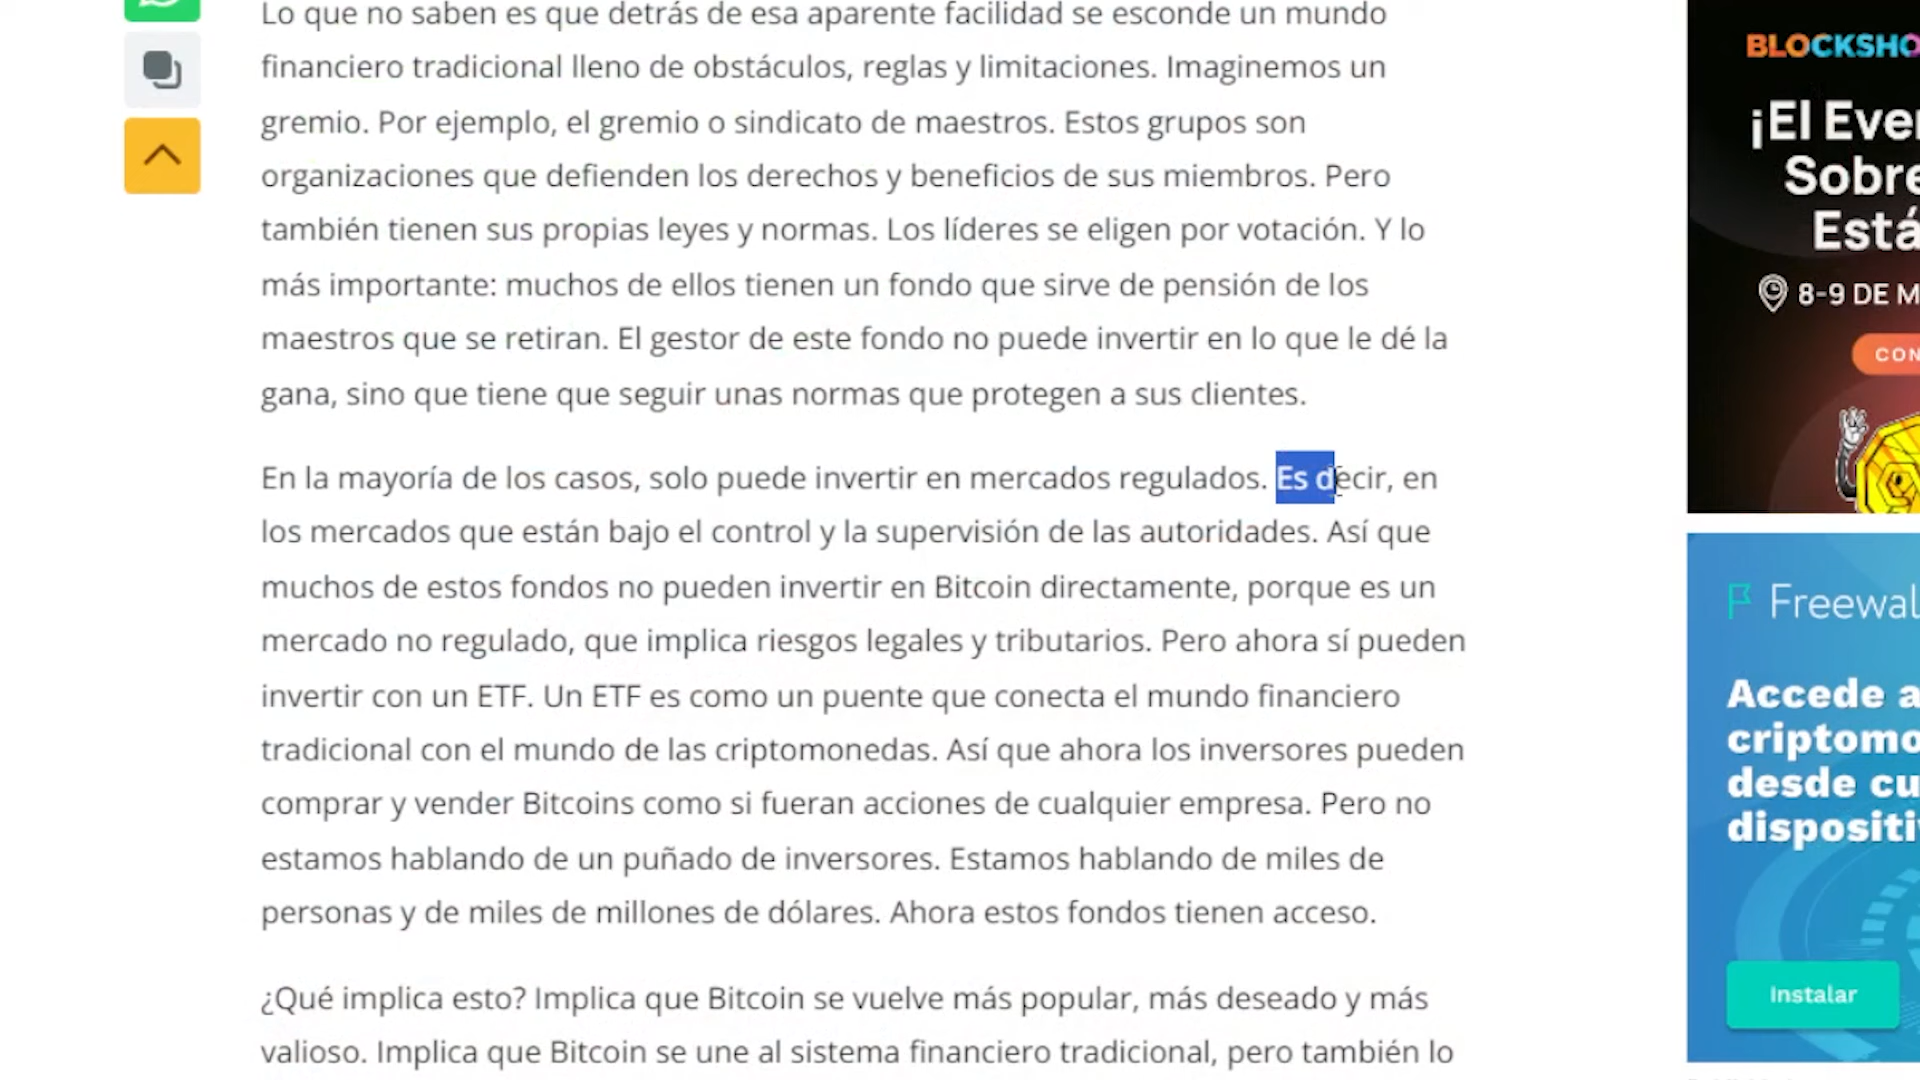 Lo que no saben es que detrás de esa aparente facilidad se esconde un mundo
financiero tradicional lleno de obstáculos, reglas y limitaciones. Imaginemos un
gremio. Por ejemplo, el gremio o sindicato de maestros. Estos grupos son
organizaciones que defienden los derechos y beneficios de sus miembros. Pero
también tienen sus propias leyes y normas. Los líderes se eligen por votación. Y lo
más importante: muchos de ellos tienen un fondo que sirve de pensión de los
maestros que se retiran. El gestor de este fondo no puede invertir en lo que le dé la
gana, sino que tiene que seguir unas normas que protegen a sus clientes.
En la mayoría de los casos, solo puede invertir en mercados regulados. Es decir, en
los mercados que están bajo el control y la supervisión de las autoridades. Así que
muchos de estos fondos no pueden invertir en Bitcoin directamente, porque es un
mercado no regulado, que implica riesgos legales y tributarios. Pero ahora sí pueden
invertir con un ETF. Un ETF es como un puente que conecta el mundo financiero
tradicional con el mundo de las criptomonedas. Así que ahora los inversores pueden
comprar y vender Bitcoins como si fueran acciones de cualquier empresa. Pero no
estamos hablando de un puñado de inversores. Estamos hablando de miles de
personas y de miles de millones de dólares. Ahora estos fondos tienen acceso.
¿Qué implica esto? Implica que Bitcoin se vuelve más popular, más deseado y más
valioso. Implica que Bitcoin se une al sistema financiero tradicional, pero también lo
BLOCKSHO
¡El Eve
Sobre
Está
8-9 DE M
CON
Freewal
Accede a
criptomo
desde cu
dispositi
Instalar